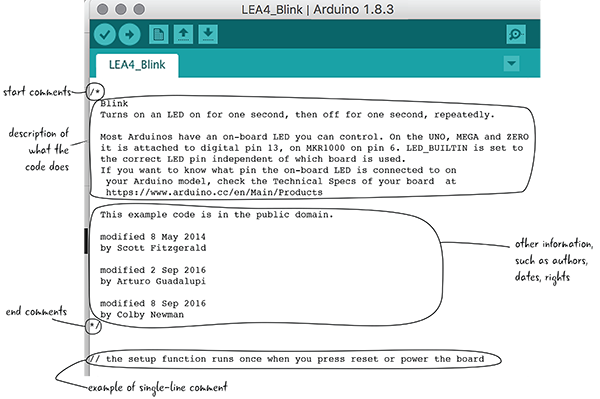 LEA4_Blink | Arduino 1.8.3
LEA4_Blink
start comments
/*
Blink
Turns on an LED on for one second, then off for one second, repeatedly.
description of
what the
code does
Most Arduinos have an on-board LED you can control. On the UNO, MEGA and ZERO
it is attached to digital pin 13, on MKR1000 on pin 6. LED_BUILTIN is set to
the correct LED pin independent of which board is used.
If you want to know what pin the on-board LED is connected to on
your Arduino model, check the Technical Specs of your board  at
https://www.arduino.cc/en/Main/Products
This example code is in the public domain.
modified 8 May 2014
by Scott Fitzgerald
modified 2 Sep 2016
by Arturo Guadalupi
modified 8 Sep 2016
by Colby Newman
other information,
such as authors,
dates, rights
end comments
*/
// the setup function runs once when you press reset or power the board
example of single-line comment